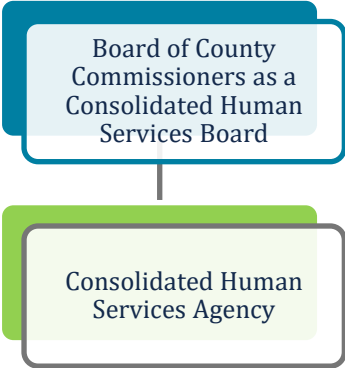 Board of County
Commissioners as a
Consolidated Human
Services Board
Consolidated Human
Services Agency